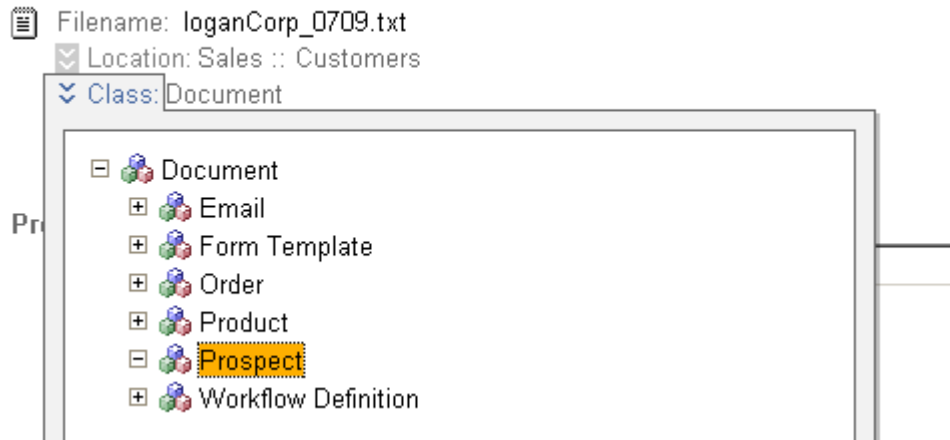 Filename: loganCorp_0709.txt
Location: Sales :: Customers
Class: Document
Document
Email
Form Template
Order
Product
Prospect
Workflow Definition